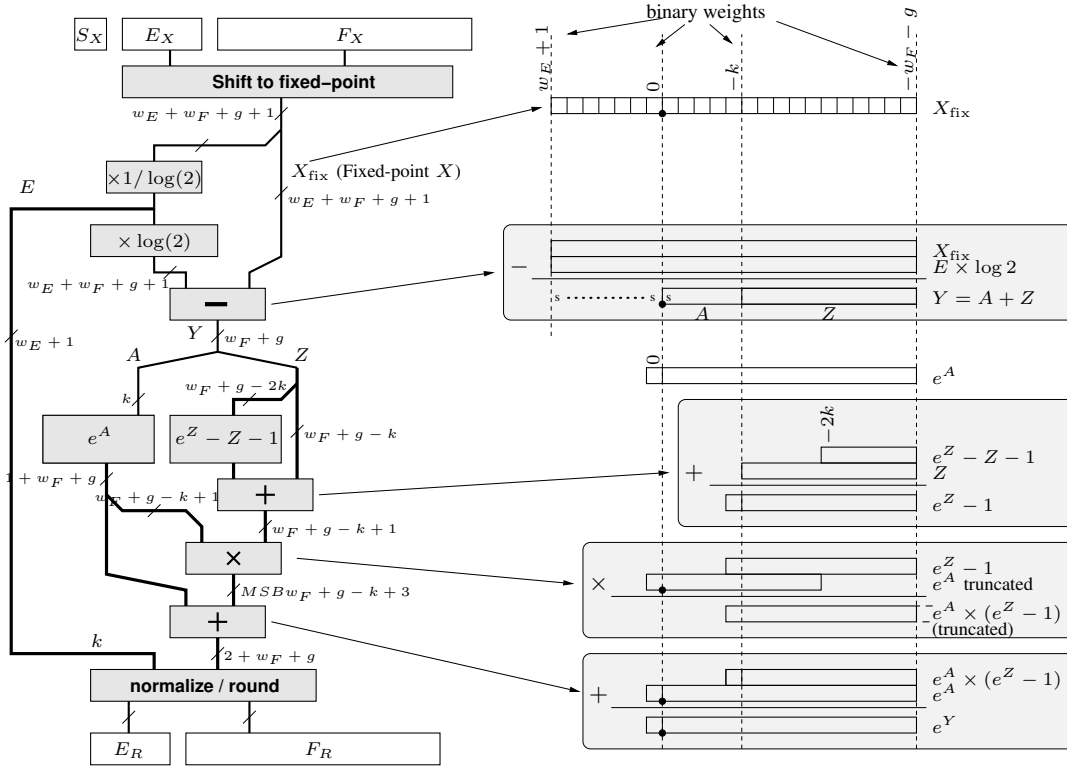 binary weights
S_X E_X F_X
w_E + 1
0
−k
−w_F − g
Shift to fixed−point
w_E + w_F + g + 1
X_fix
×1/ log(2)
X_fix (Fixed-point X)
E
w_E + w_F + g + 1
× log(2)
X_fix
−
E × log 2
w_E + w_F + g + 1
−
s s s
Y = A + Z
A Z
Y
w_F + g
w_E + 1
A Z
0
w_F + g − 2k
e^A
k
e^A
e^Z − Z − 1
w_F + g − k
−2k
e^Z − Z − 1
+
Z
1 + w_F + g
w_F + g − k + 1
+
e^Z − 1
w_F + g − k + 1
×
e^Z − 1
×
e^A truncated
MSB w_F + g − k + 3
e^A × (e^Z − 1)
(truncated)
+
k
2 + w_F + g
e^A × (e^Z − 1)
normalize / round
+
e^A
e^Y
E_R F_R